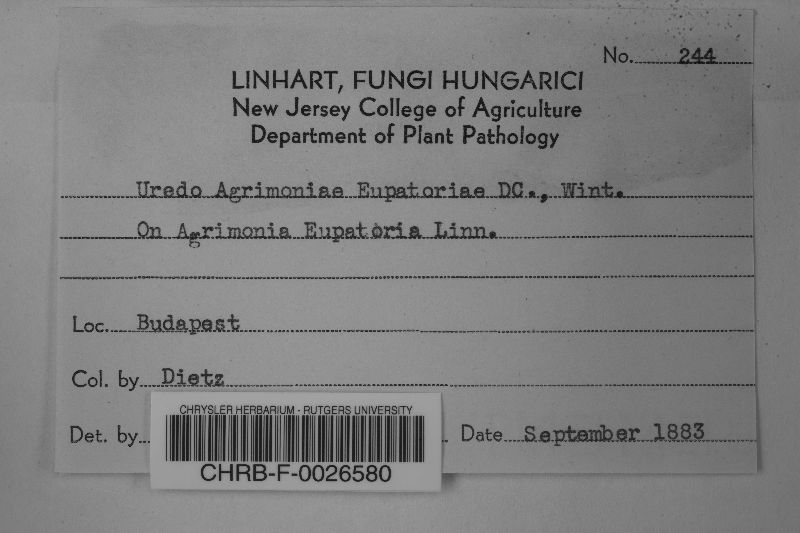 No. 244
LINHART, FUNGI HUNGARICI
New Jersey College of Agriculture
Department of Plant Pathology
Uredo Agrimoniae Eupatoriae DC., Wint.
On Agrimonia Eupatoria Linn.
Loc. Budapest
Col. by Dietz
Det. by
Date September 1883
CHRYSLER HERBARIUM - RUTGERS UNIVERSITY
CHRB-F-0026580